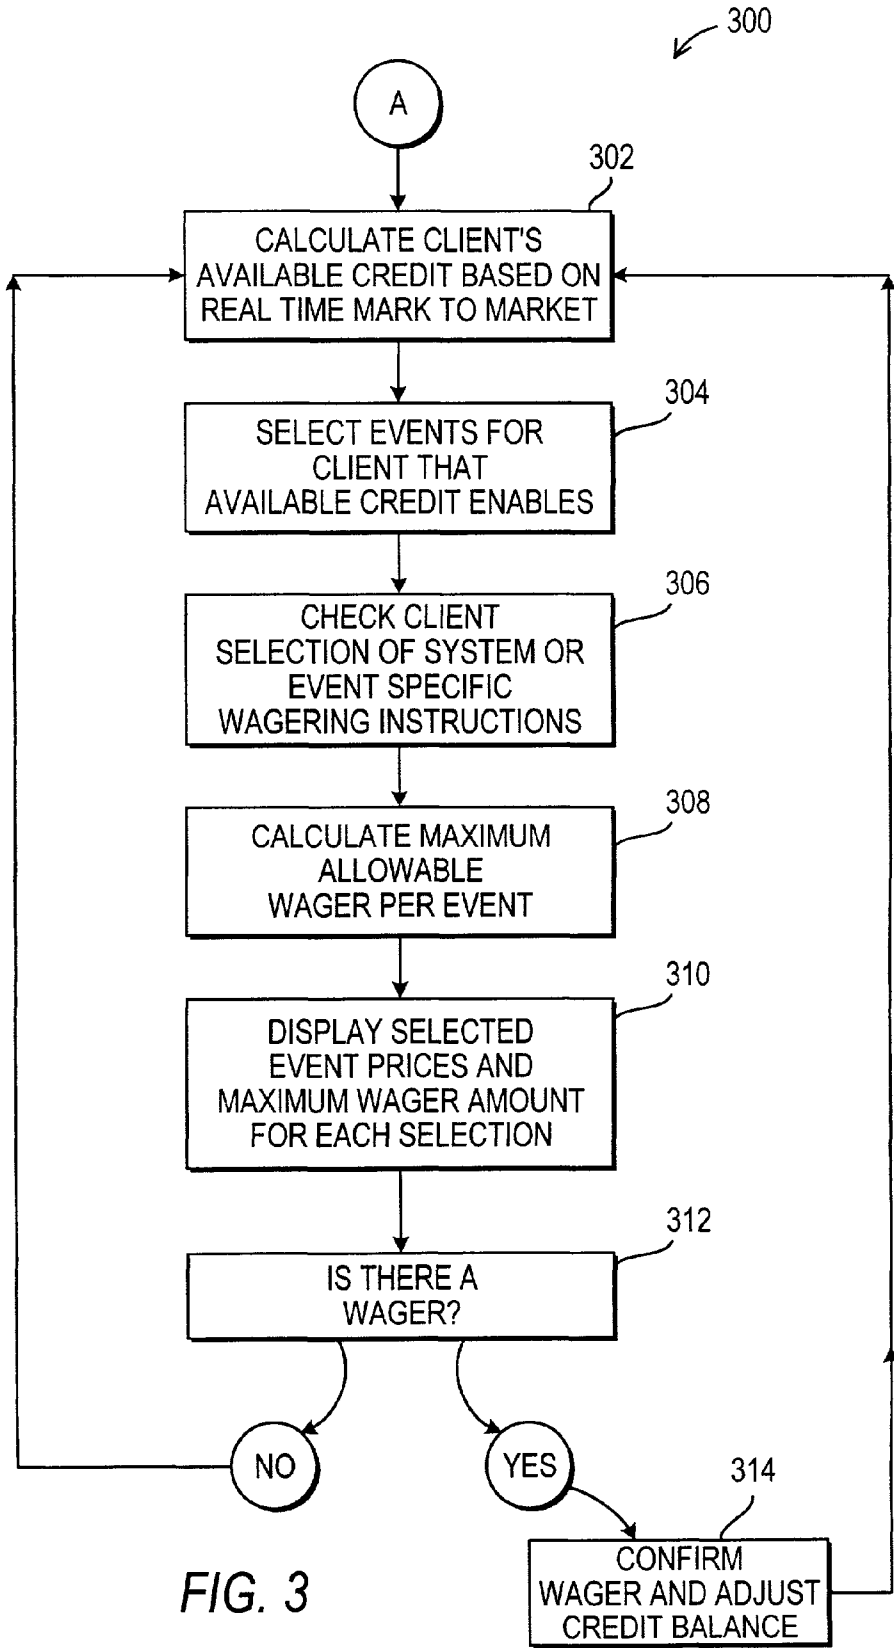 300
A
302
CALCULATE CLIENT'S
AVAILABLE CREDIT BASED ON
REAL TIME MARK TO MARKET
304
SELECT EVENTS FOR
CLIENT THAT
AVAILABLE CREDIT ENABLES
306
CHECK CLIENT
SELECTION OF SYSTEM OR
EVENT SPECIFIC
WAGERING INSTRUCTIONS
308
CALCULATE MAXIMUM
ALLOWABLE
WAGER PER EVENT
310
DISPLAY SELECTED
EVENT PRICES AND
MAXIMUM WAGER AMOUNT
FOR EACH SELECTION
312
IS THERE A
WAGER?
NO
YES
314
CONFIRM
WAGER AND ADJUST
CREDIT BALANCE
FIG. 3